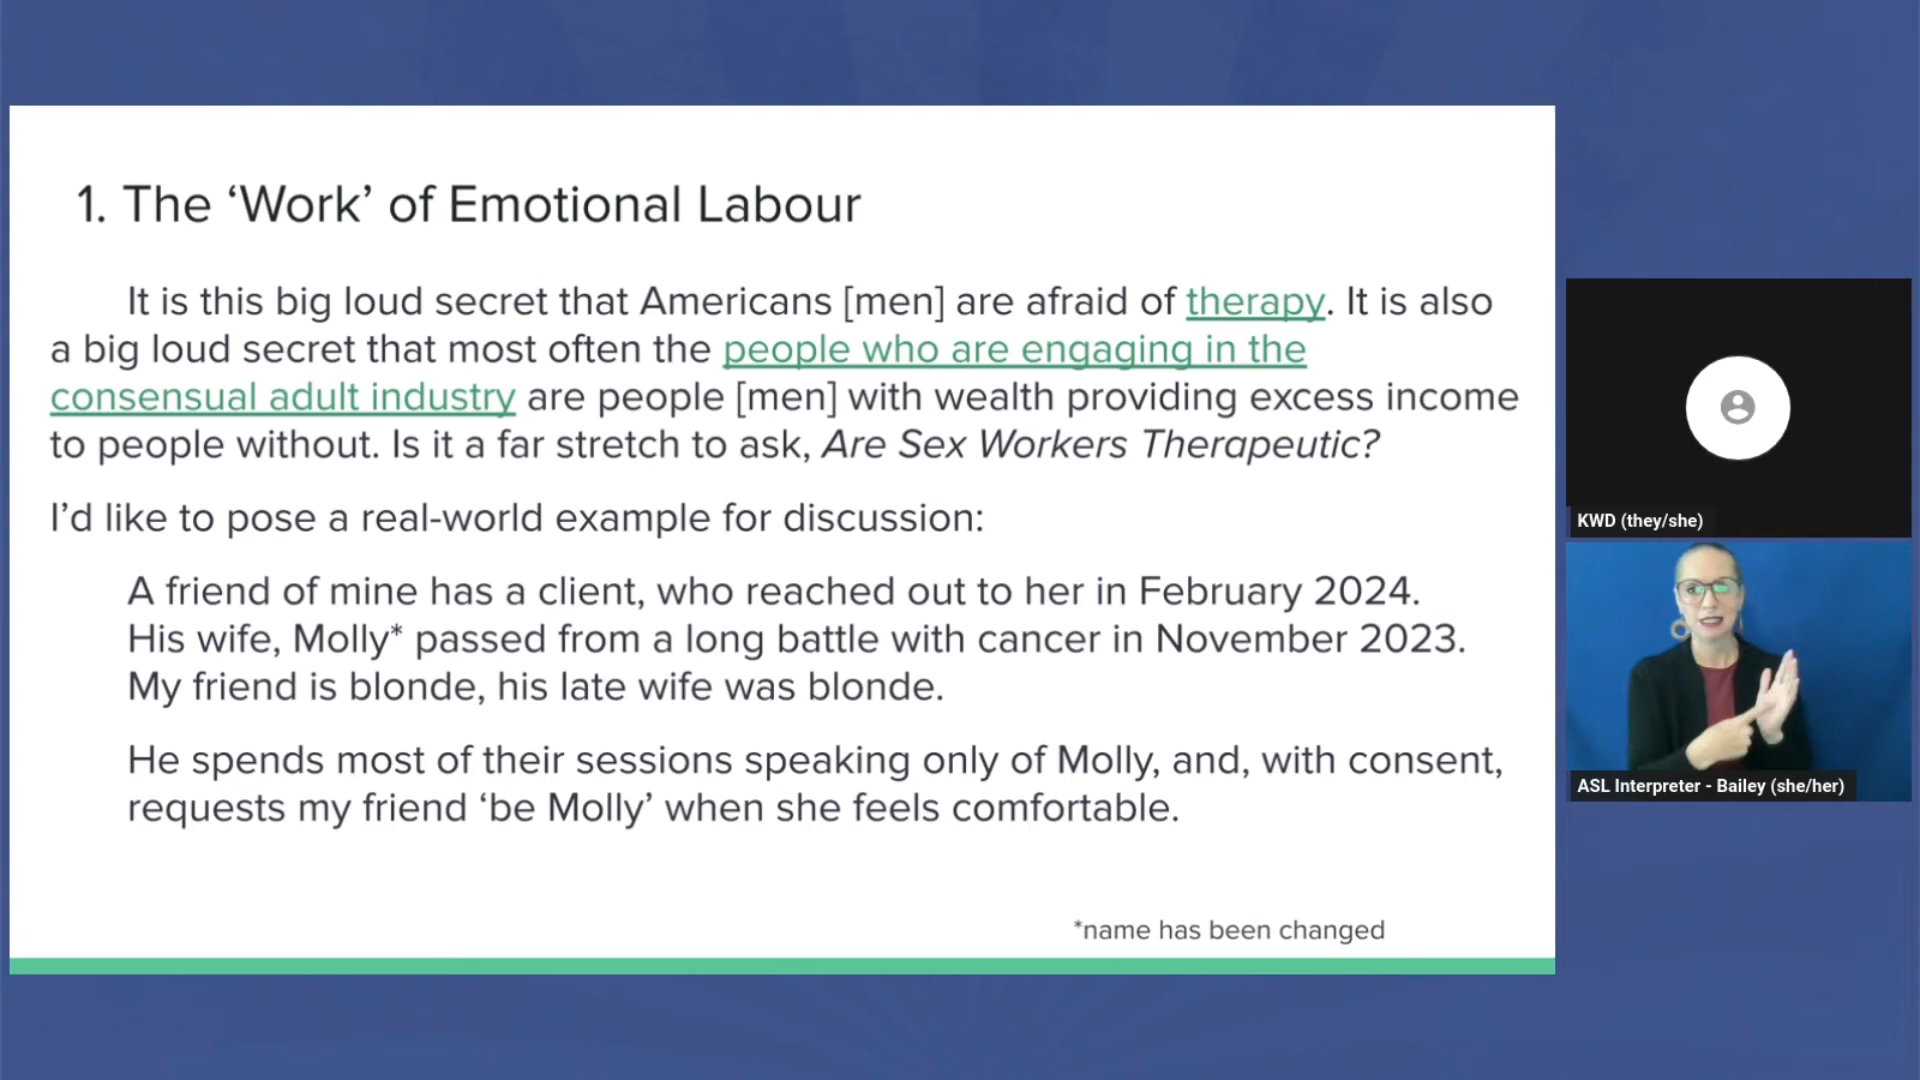 1. The ‘Work’ of Emotional Labour
It is this big loud secret that Americans [men] are afraid of therapy. It is also
a big loud secret that most often the people who are engaging in the
consensual adult industry are people [men] with wealth providing excess income
to people without. Is it a far stretch to ask, Are Sex Workers Therapeutic?
I’d like to pose a real-world example for discussion:
A friend of mine has a client, who reached out to her in February 2024.
His wife, Molly* passed from a long battle with cancer in November 2023.
My friend is blonde, his late wife was blonde.
He spends most of their sessions speaking only of Molly, and, with consent,
requests my friend ‘be Molly’ when she feels comfortable.
*name has been changed
KWD (they/she)
ASL Interpreter - Bailey (she/her)